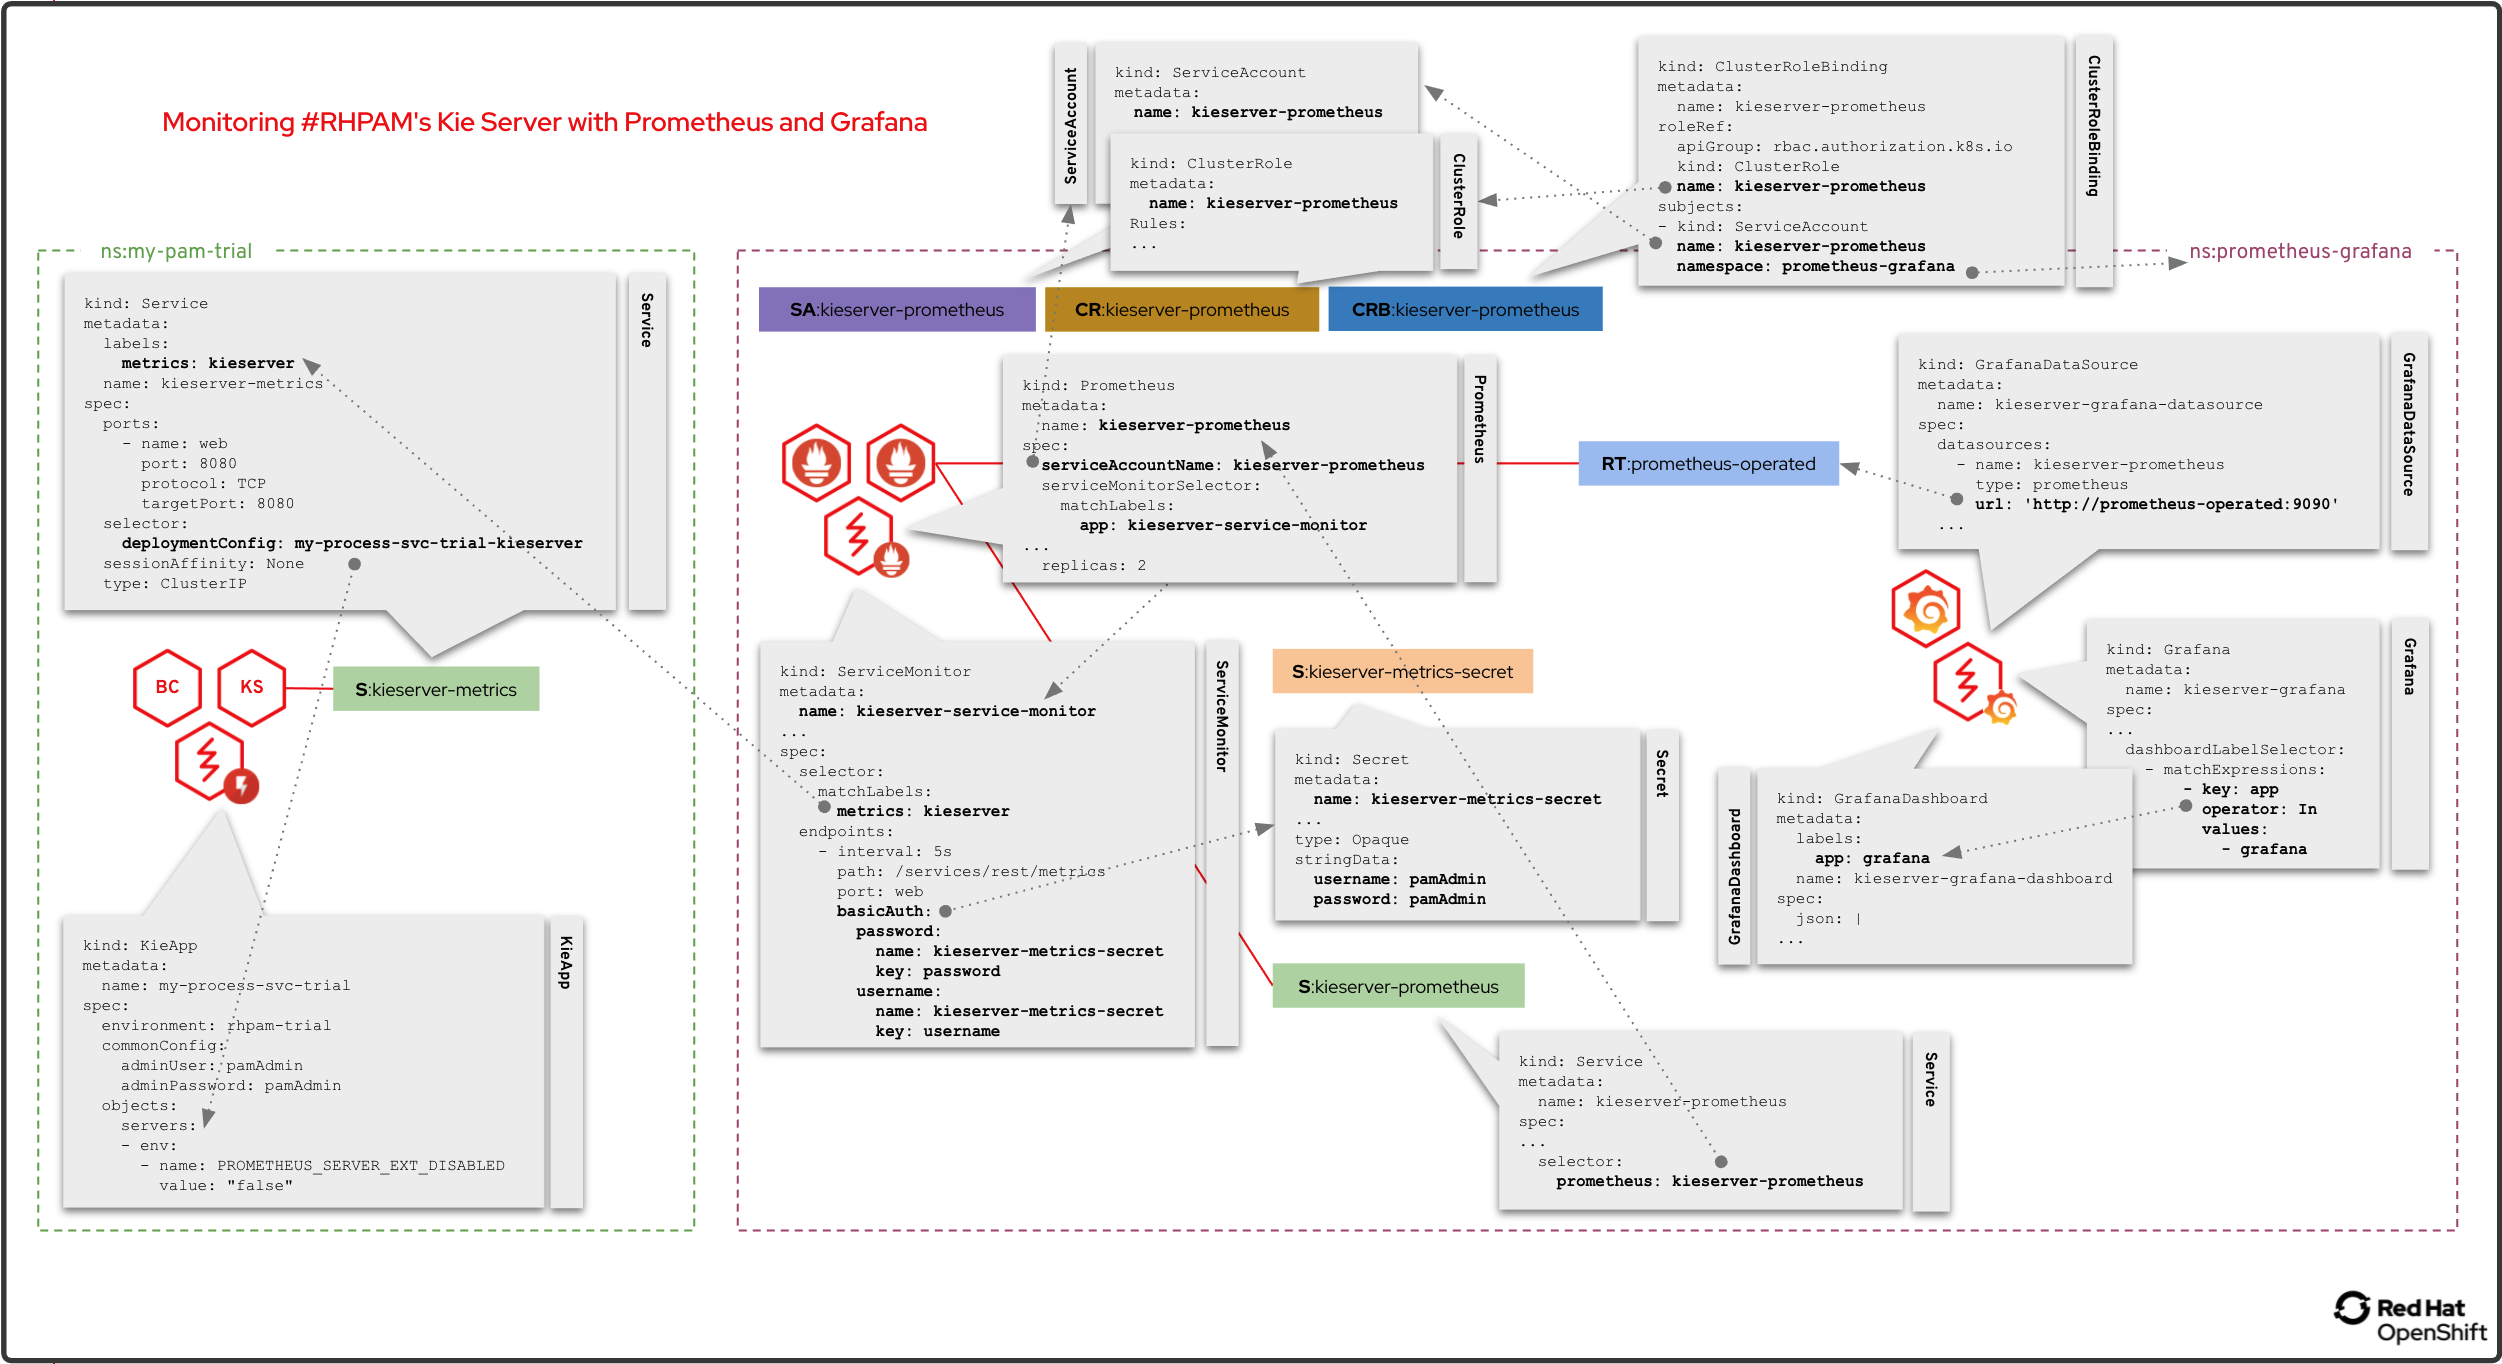 Monitoring #RHPAM's Kie Server with Prometheus and Grafana
ServiceAccount
kind: ServiceAccount
metadata:
  name: kieserver-prometheus
kind: ClusterRole
metadata:
  name: kieserver-prometheus
Rules:
...
ClusterRole
kind: ClusterRoleBinding
metadata:
  name: kieserver-prometheus
roleRef:
  apiGroup: rbac.authorization.k8s.io
  kind: ClusterRole
  name: kieserver-prometheus
subjects:
- kind: ServiceAccount
  name: kieserver-prometheus
  namespace: prometheus-grafana
ClusterRoleBinding
ns:my-pam-trial
kind: Service
metadata:
  labels:
    metrics: kieserver
  name: kieserver-metrics
spec:
  ports:
    - name: web
      port: 8080
      protocol: TCP
      targetPort: 8080
  selector:
    deploymentConfig: my-process-svc-trial-kieserver
  sessionAffinity: None
  type: ClusterIP
Service
BC
KS
S:kieserver-metrics
kind: KieApp
metadata:
  name: my-process-svc-trial
spec:
  environment: rhpam-trial
  commonConfig:
    adminUser: pamAdmin
    adminPassword: pamAdmin
  objects:
    servers:
    - env:
      - name: PROMETHEUS_SERVER_EXT_DISABLED
        value: "false"
KieApp
ns:prometheus-grafana
SA:kieserver-prometheus
CR:kieserver-prometheus
CRB:kieserver-prometheus
kind: Prometheus
metadata:
  name: kieserver-prometheus
spec:
  serviceAccountName: kieserver-prometheus
  serviceMonitorSelector:
    matchLabels:
      app: kieserver-service-monitor
...
  replicas: 2
Prometheus
RT:prometheus-operated
kind: GrafanaDataSource
metadata:
  name: kieserver-grafana-datasource
spec:
  datasources:
    - name: kieserver-prometheus
      type: prometheus
      url: 'http://prometheus-operated:9090'
  ...
GrafanaDataSource
kind: ServiceMonitor
metadata:
  name: kieserver-service-monitor
...
spec:
  selector:
    matchLabels:
      metrics: kieserver
  endpoints:
    - interval: 5s
      path: /services/rest/metrics
      port: web
      basicAuth:
        password:
          name: kieserver-metrics-secret
          key: password
        username:
          name: kieserver-metrics-secret
          key: username
ServiceMonitor
S:kieserver-metrics-secret
kind: Secret
metadata:
  name: kieserver-metrics-secret
...
type: Opaque
stringData:
  username: pamAdmin
  password: pamAdmin
Secret
S:kieserver-prometheus
kind: Service
metadata:
  name: kieserver-prometheus
spec:
...
  selector:
    prometheus: kieserver-prometheus
Service
kind: Grafana
metadata:
  name: kieserver-grafana
spec:
...
  dashboardLabelSelector:
    - matchExpressions:
        - key: app
          operator: In
          values:
            - grafana
Grafana
GrafanaDashboard
kind: GrafanaDashboard
metadata:
  labels:
    app: grafana
  name: kieserver-grafana-dashboard
spec:
  json: |
...
Red Hat
OpenShift